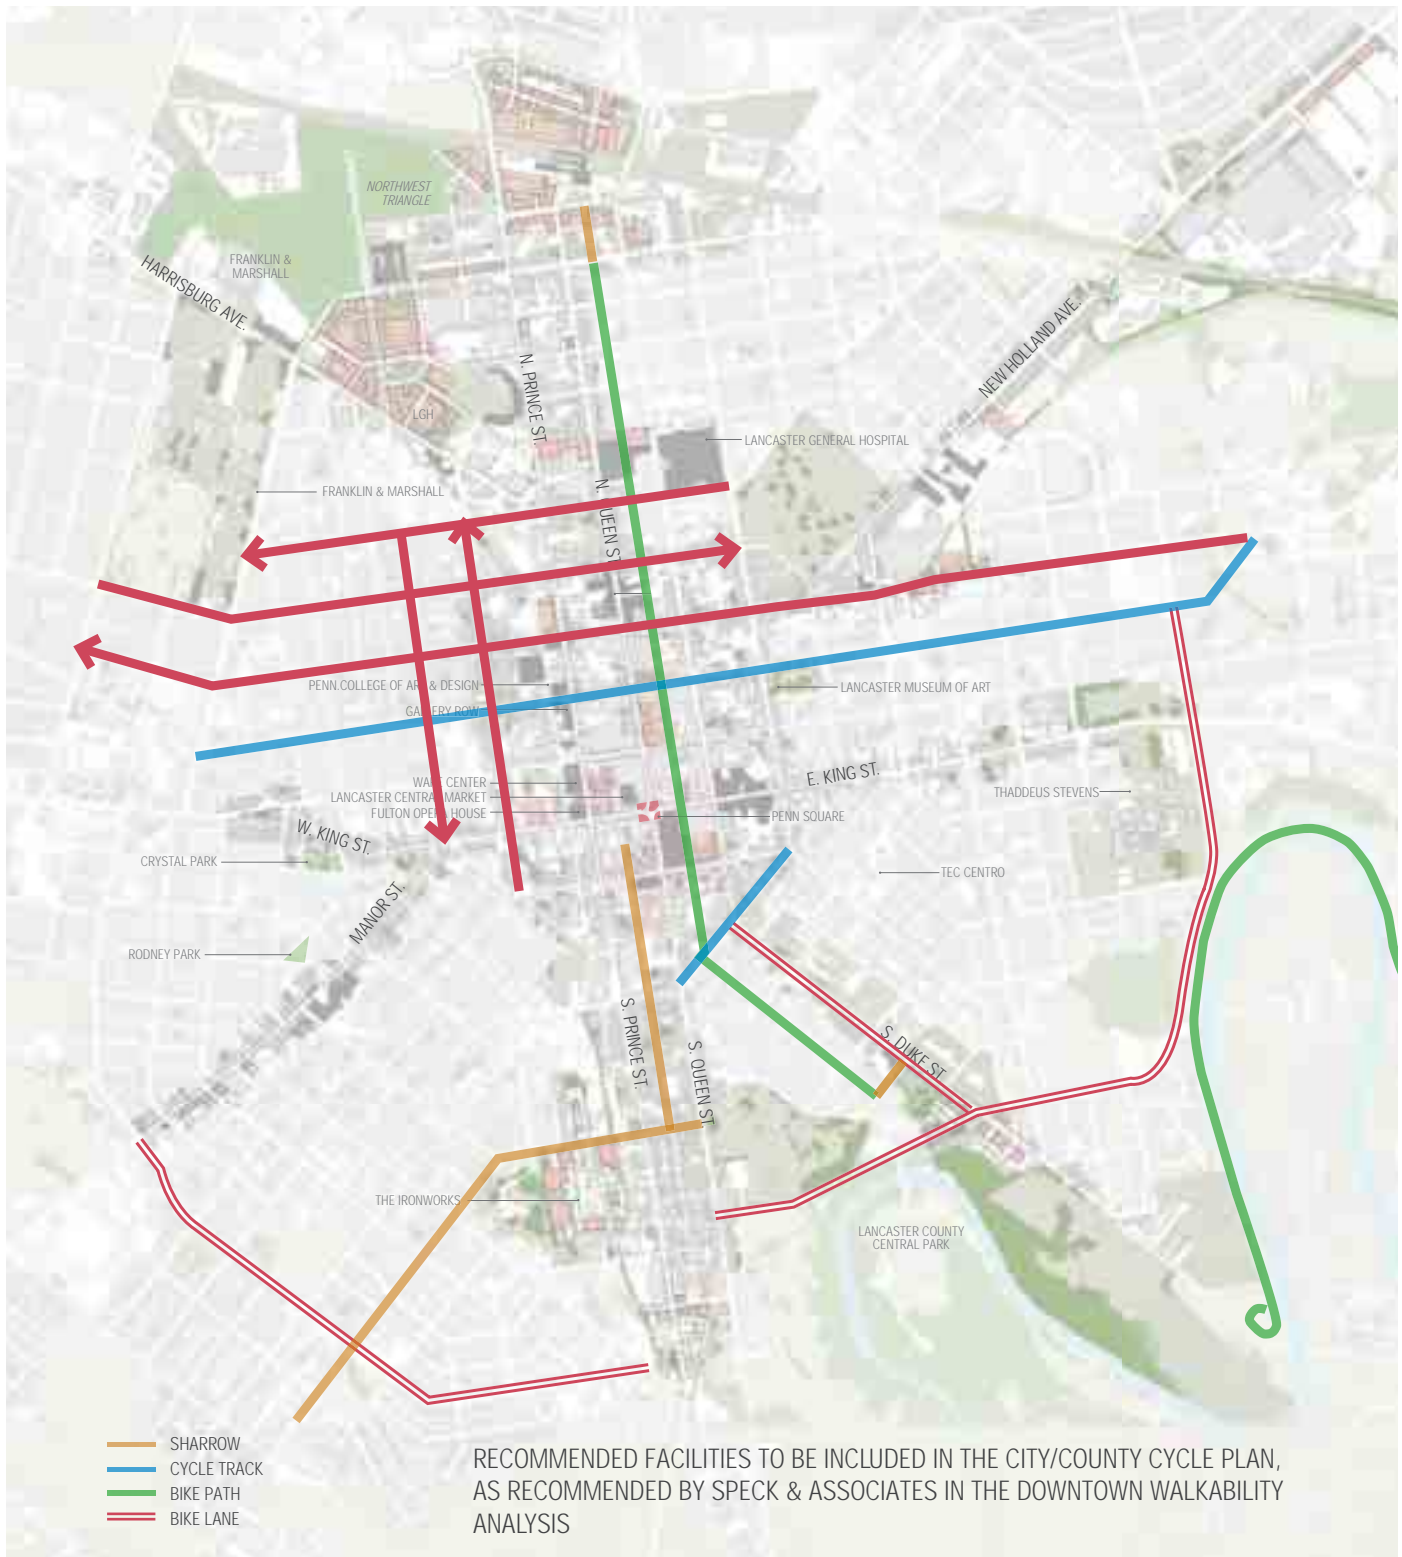 NORTHWEST
TRIANGLE
FRANKLIN &
MARSHALL
HARRISBURG AVE.
NEW HOLLAND AVE.
N. PRINCE ST.
LGH
LANCASTER GENERAL HOSPITAL
FRANKLIN & MARSHALL
N. QUEEN ST.
PENN.COLLEGE OF ART & DESIGN
LANCASTER MUSEUM OF ART
GALLERY ROW
E. KING ST.
WARE CENTER
LANCASTER CENTRAL MARKET
FULTON OPERA HOUSE
THADDEUS STEVENS
PENN SQUARE
W. KING ST.
CRYSTAL PARK
TEC CENTRO
MANOR ST.
RODNEY PARK
S. PRINCE ST.
S. QUEEN ST
S. DUKE ST
THE IRONWORKS
LANCASTER COUNTY
CENTRAL PARK
SHARROW
CYCLE TRACK
BIKE PATH
BIKE LANE
RECOMMENDED FACILITIES TO BE INCLUDED IN THE CITY/COUNTY CYCLE PLAN,
AS RECOMMENDED BY SPECK & ASSOCIATES IN THE DOWNTOWN WALKABILITY
ANALYSIS